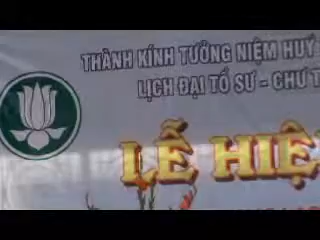 THÀNH KÍNH TƯỞNG NIỆM HUÝ
LỊCH ĐẠI TỔ SƯ - CHƯ T
LỄ HIỆ